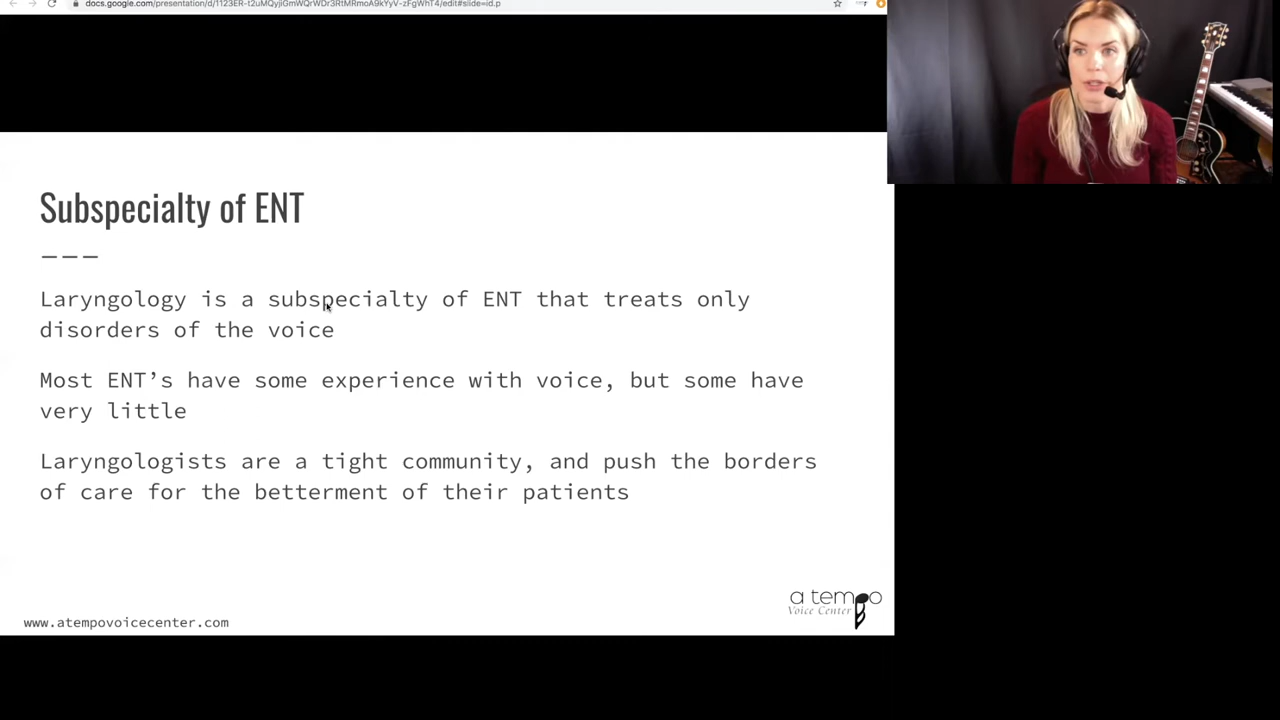 docs.google.com/presentation/d/1123ER-t2uMQyjiGmWQrWDr3RtMRmoA9kYyV-zFgWhT4/edit#slide=id.p
Subspecialty of ENT
Laryngology is a subspecialty of ENT that treats only
disorders of the voice
Most ENT’s have some experience with voice, but some have
very little
Laryngologists are a tight community, and push the borders
of care for the betterment of their patients
a tempo
Voice Center
www.atempovoicecenter.com